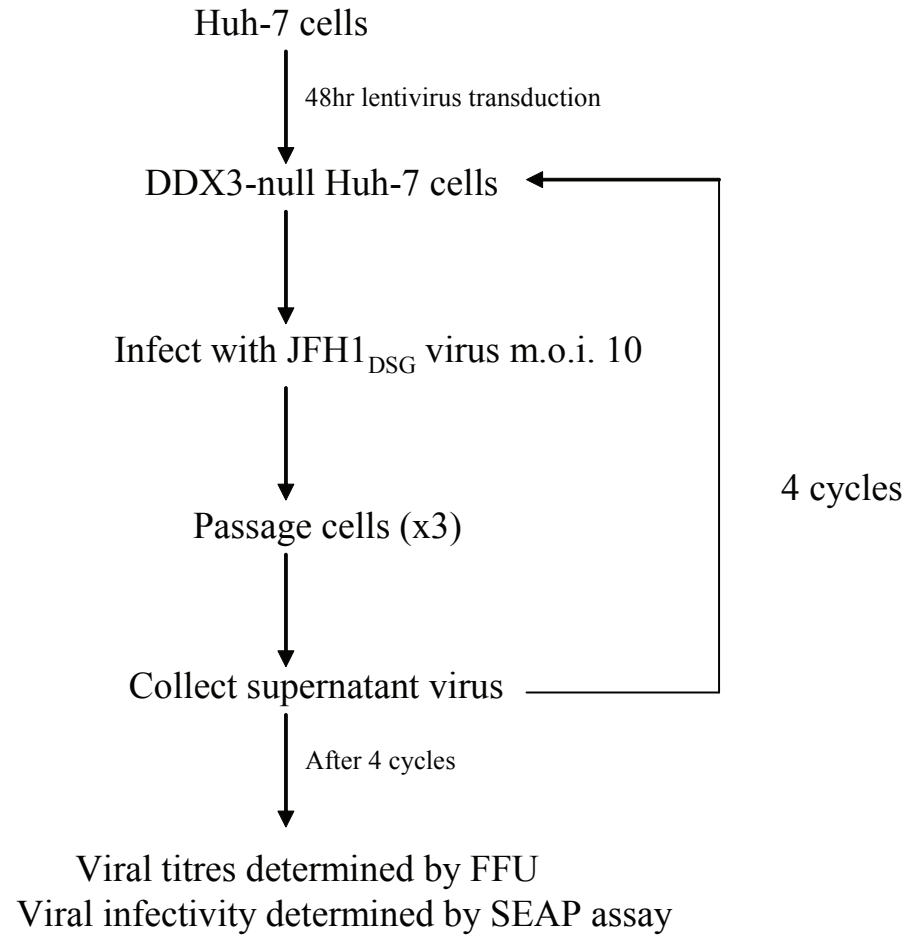 Huh-7 cells
48hr lentivirus transduction
DDX3-null Huh-7 cells
Infect with JFH1DSG virus m.o.i. 10
Passage cells (x3)
4 cycles
Collect supernatant virus
After 4 cycles
Viral titres determined by FFU
Viral infectivity determined by SEAP assay